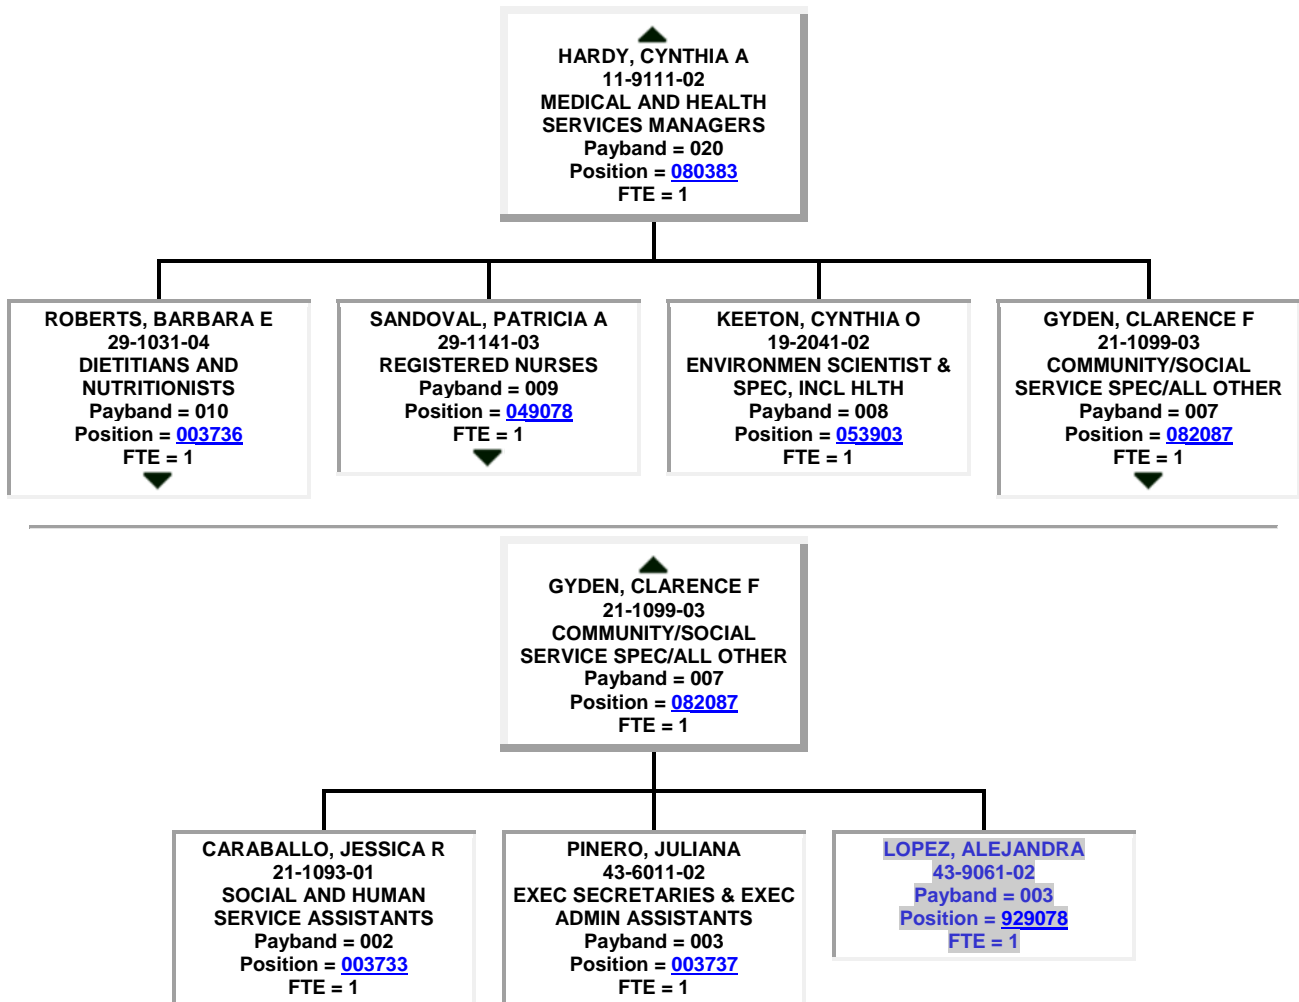 HARDY, CYNTHIA A
11-9111-02
MEDICAL AND HEALTH
SERVICES MANAGERS
Payband = 020
Position = 080383
FTE = 1
ROBERTS, BARBARA E
29-1031-04
DIETITIANS AND
NUTRITIONISTS
Payband = 010
Position = 003736
FTE = 1
SANDOVAL, PATRICIA A
29-1141-03
REGISTERED NURSES
Payband = 009
Position = 049078
FTE = 1
KEETON, CYNTHIA O
19-2041-02
ENVIRONMEN SCIENTIST &
SPEC, INCL HLTH
Payband = 008
Position = 053903
FTE = 1
GYDEN, CLARENCE F
21-1099-03
COMMUNITY/SOCIAL
SERVICE SPEC/ALL OTHER
Payband = 007
Position = 082087
FTE = 1
GYDEN, CLARENCE F
21-1099-03
COMMUNITY/SOCIAL
SERVICE SPEC/ALL OTHER
Payband = 007
Position = 082087
FTE = 1
CARABALLO, JESSICA R
21-1093-01
SOCIAL AND HUMAN
SERVICE ASSISTANTS
Payband = 002
Position = 003733
FTE = 1
PINERO, JULIANA
43-6011-02
EXEC SECRETARIES & EXEC
ADMIN ASSISTANTS
Payband = 003
Position = 003737
FTE = 1
LOPEZ, ALEJANDRA
43-9061-02
Payband = 003
Position = 929078
FTE = 1